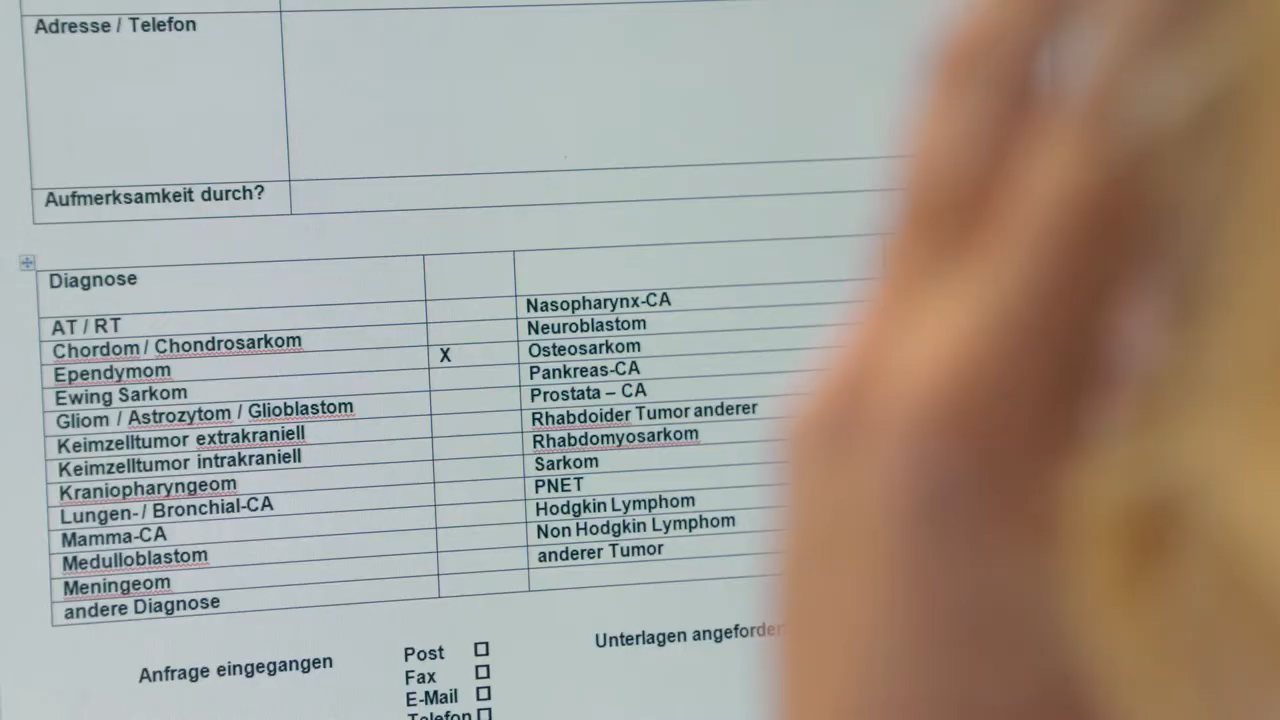 Adresse / Telefon
Aufmerksamkeit durch?
Diagnose
AT / RT
Chordom / Chondrosarkom
Ependymom X
Ewing Sarkom
Gliom / Astrozytom / Glioblastom
Keimzelltumor extrakraniell
Keimzelltumor intrakraniell
Kraniopharyngeom
Lungen- / Bronchial-CA
Mamma-CA
Medulloblastom
Meningeom
andere Diagnose
Nasopharynx-CA
Neuroblastom
Osteosarkom
Pankreas-CA
Prostata – CA
Rhabdoider Tumor anderer
Rhabdomyosarkom
Sarkom
PNET
Hodgkin Lymphom
Non Hodgkin Lymphom
anderer Tumor
Anfrage eingegangen
Post
Fax
E-Mail
Telefon
Unterlagen